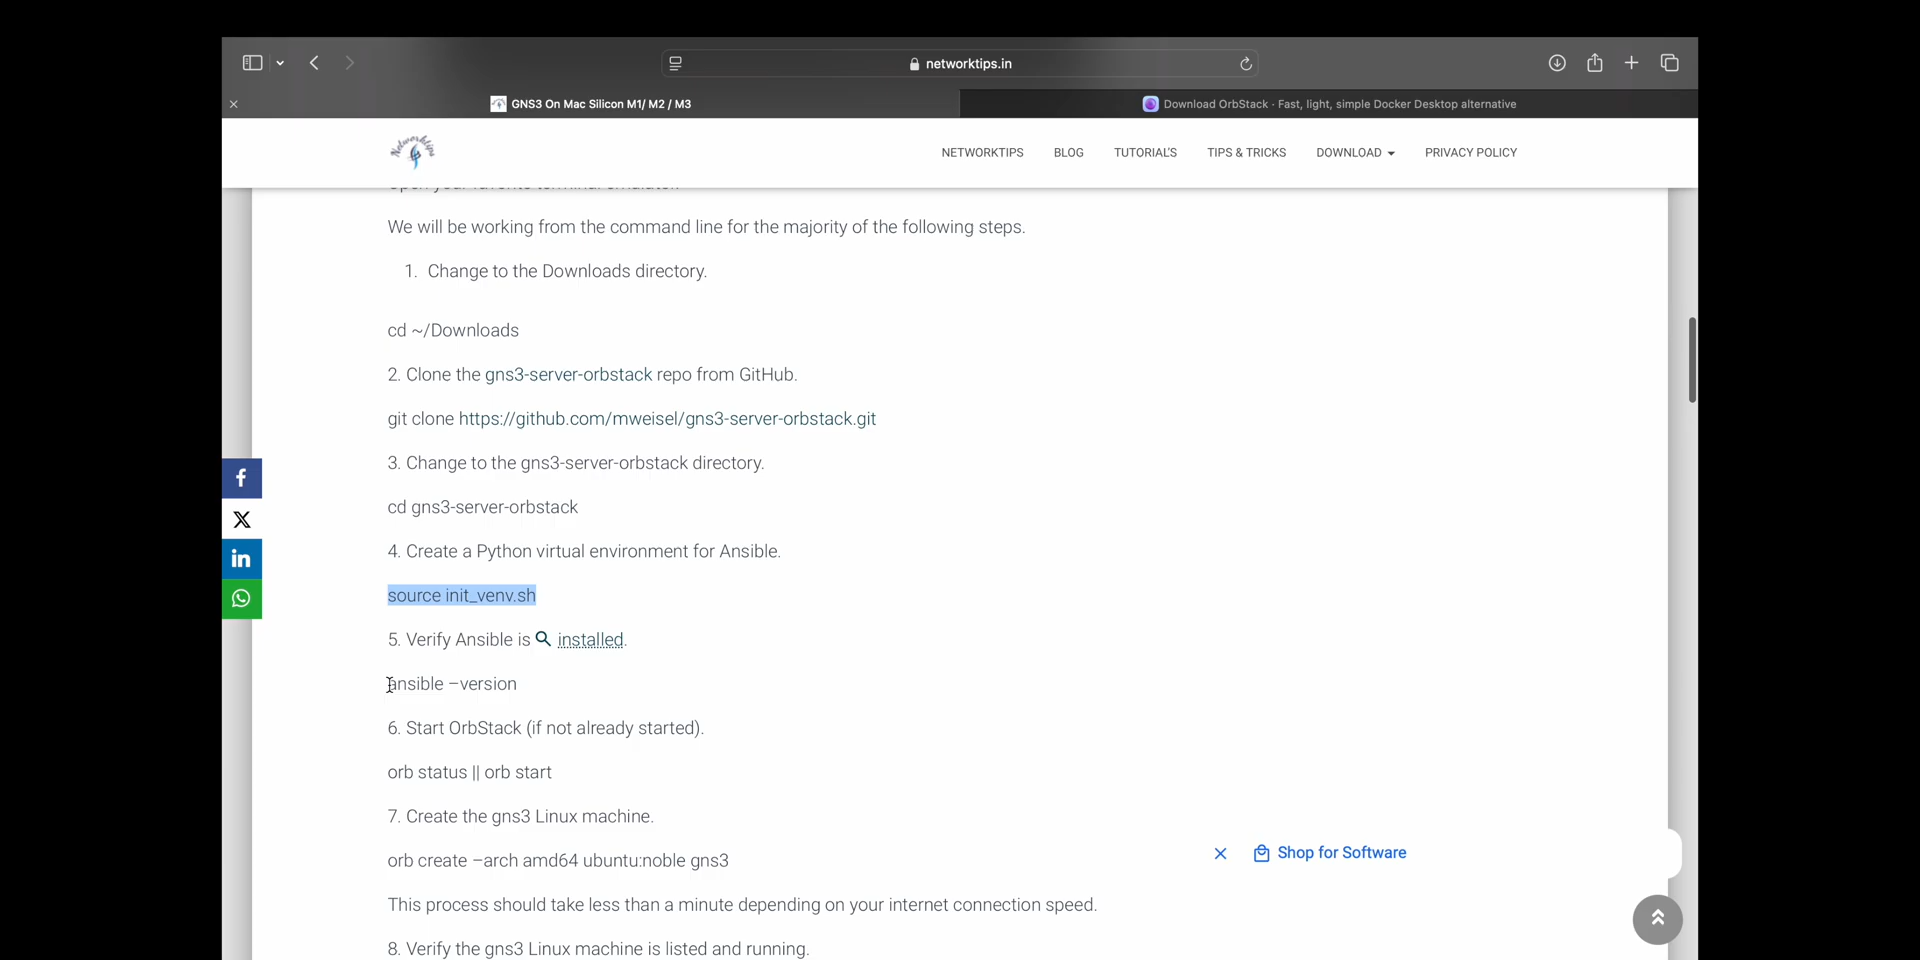 networktips.in
GNS3 On Mac Silicon M1/ M2 / M3
Download OrbStack · Fast, light, simple Docker Desktop alternative
Networktips
NETWORKTIPS
BLOG
TUTORIAL'S
TIPS & TRICKS
DOWNLOAD
PRIVACY POLICY
Open your favorite terminal emulator.
We will be working from the command line for the majority of the following steps.
1. Change to the Downloads directory.
cd ~/Downloads
2. Clone the gns3-server-orbstack repo from GitHub.
git clone https://github.com/mweisel/gns3-server-orbstack.git
3. Change to the gns3-server-orbstack directory.
cd gns3-server-orbstack
4. Create a Python virtual environment for Ansible.
source init_venv.sh
5. Verify Ansible is installed.
ansible –version
6. Start OrbStack (if not already started).
orb status || orb start
7. Create the gns3 Linux machine.
orb create –arch amd64 ubuntu:noble gns3
Shop for Software
This process should take less than a minute depending on your internet connection speed.
8. Verify the gns3 Linux machine is listed and running.